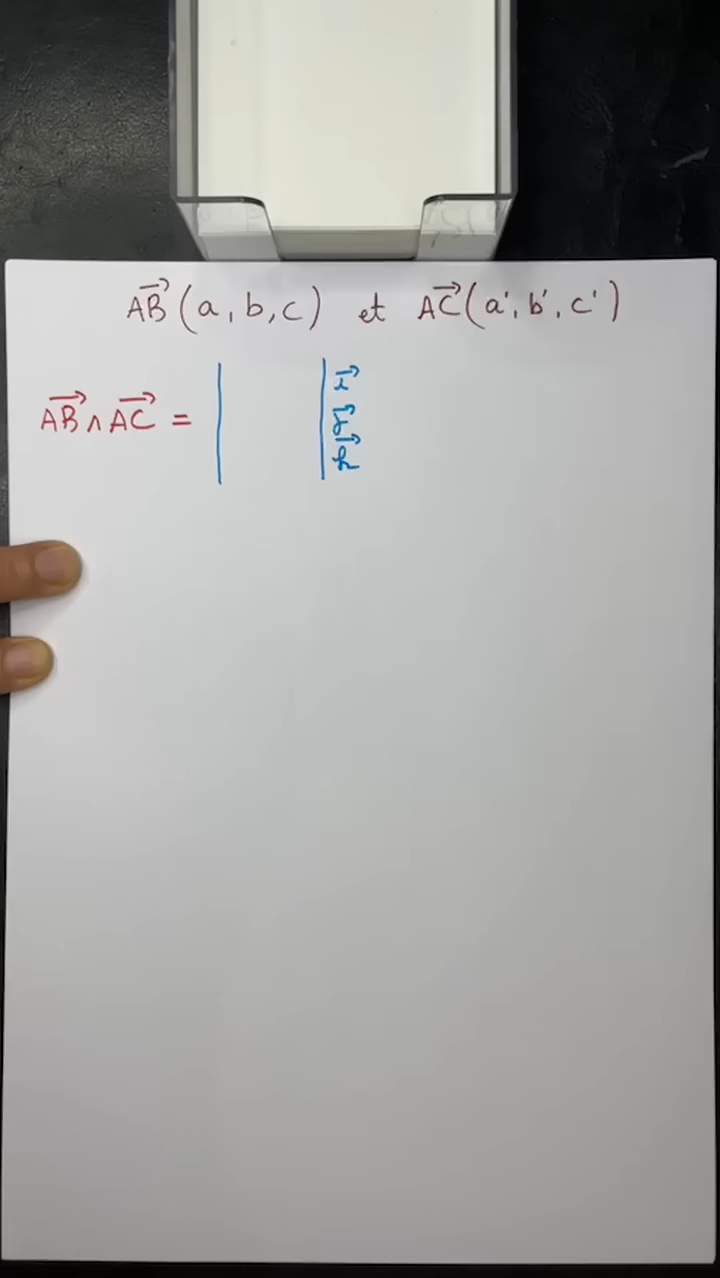 AB⃗ (a, b, c) et AC⃗ (a', b', c')
AB⃗ ∧ AC⃗ = | | i⃗
j⃗
k⃗